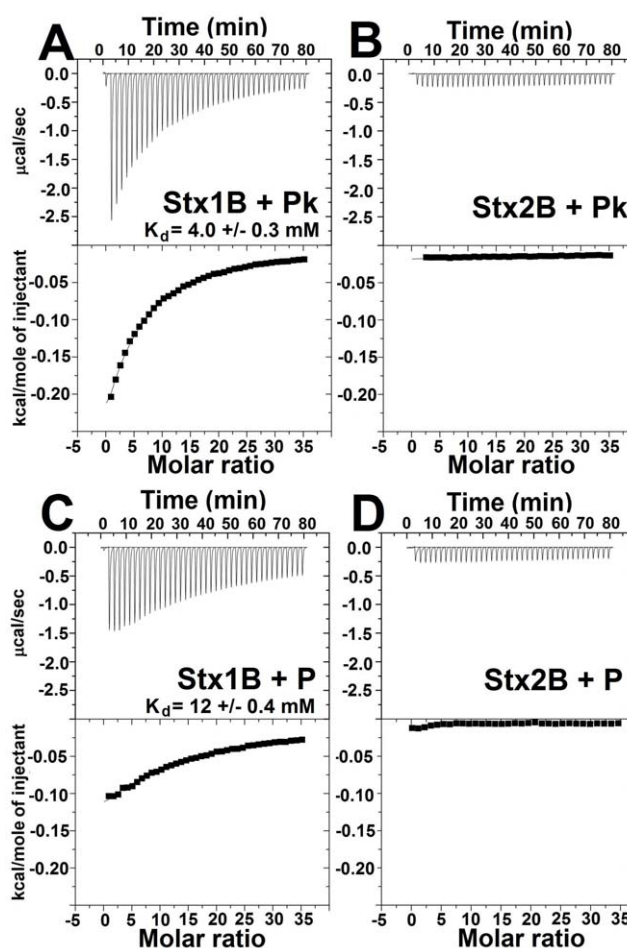 A
Time (min)
0 10 20 30 40 50 60 70 80
0.0
-0.5
-1.0
-1.5
-2.0
-2.5
µcal/sec
Stx1B + Pk
Kd= 4.0 +/- 0.3 mM
-0.05
-0.10
-0.15
-0.20
kcal/mole of injectant
-5 0 5 10 15 20 25 30 35
Molar ratio
B
Time (min)
0 10 20 30 40 50 60 70 80
0.0
-0.5
-1.0
-1.5
-2.0
-2.5
Stx2B + Pk
-0.05
-0.10
-0.15
-0.20
-5 0 5 10 15 20 25 30 35
Molar ratio
C
Time (min)
0 10 20 30 40 50 60 70 80
0.0
-0.5
-1.0
-1.5
-2.0
-2.5
µcal/sec
Stx1B + P
Kd= 12 +/- 0.4 mM
-0.05
-0.10
-0.15
-0.20
kcal/mole of injectant
-5 0 5 10 15 20 25 30 35
Molar ratio
D
Time (min)
0 10 20 30 40 50 60 70 80
0.0
-0.5
-1.0
-1.5
-2.0
-2.5
Stx2B + P
-0.05
-0.10
-0.15
-0.20
-5 0 5 10 15 20 25 30 35
Molar ratio